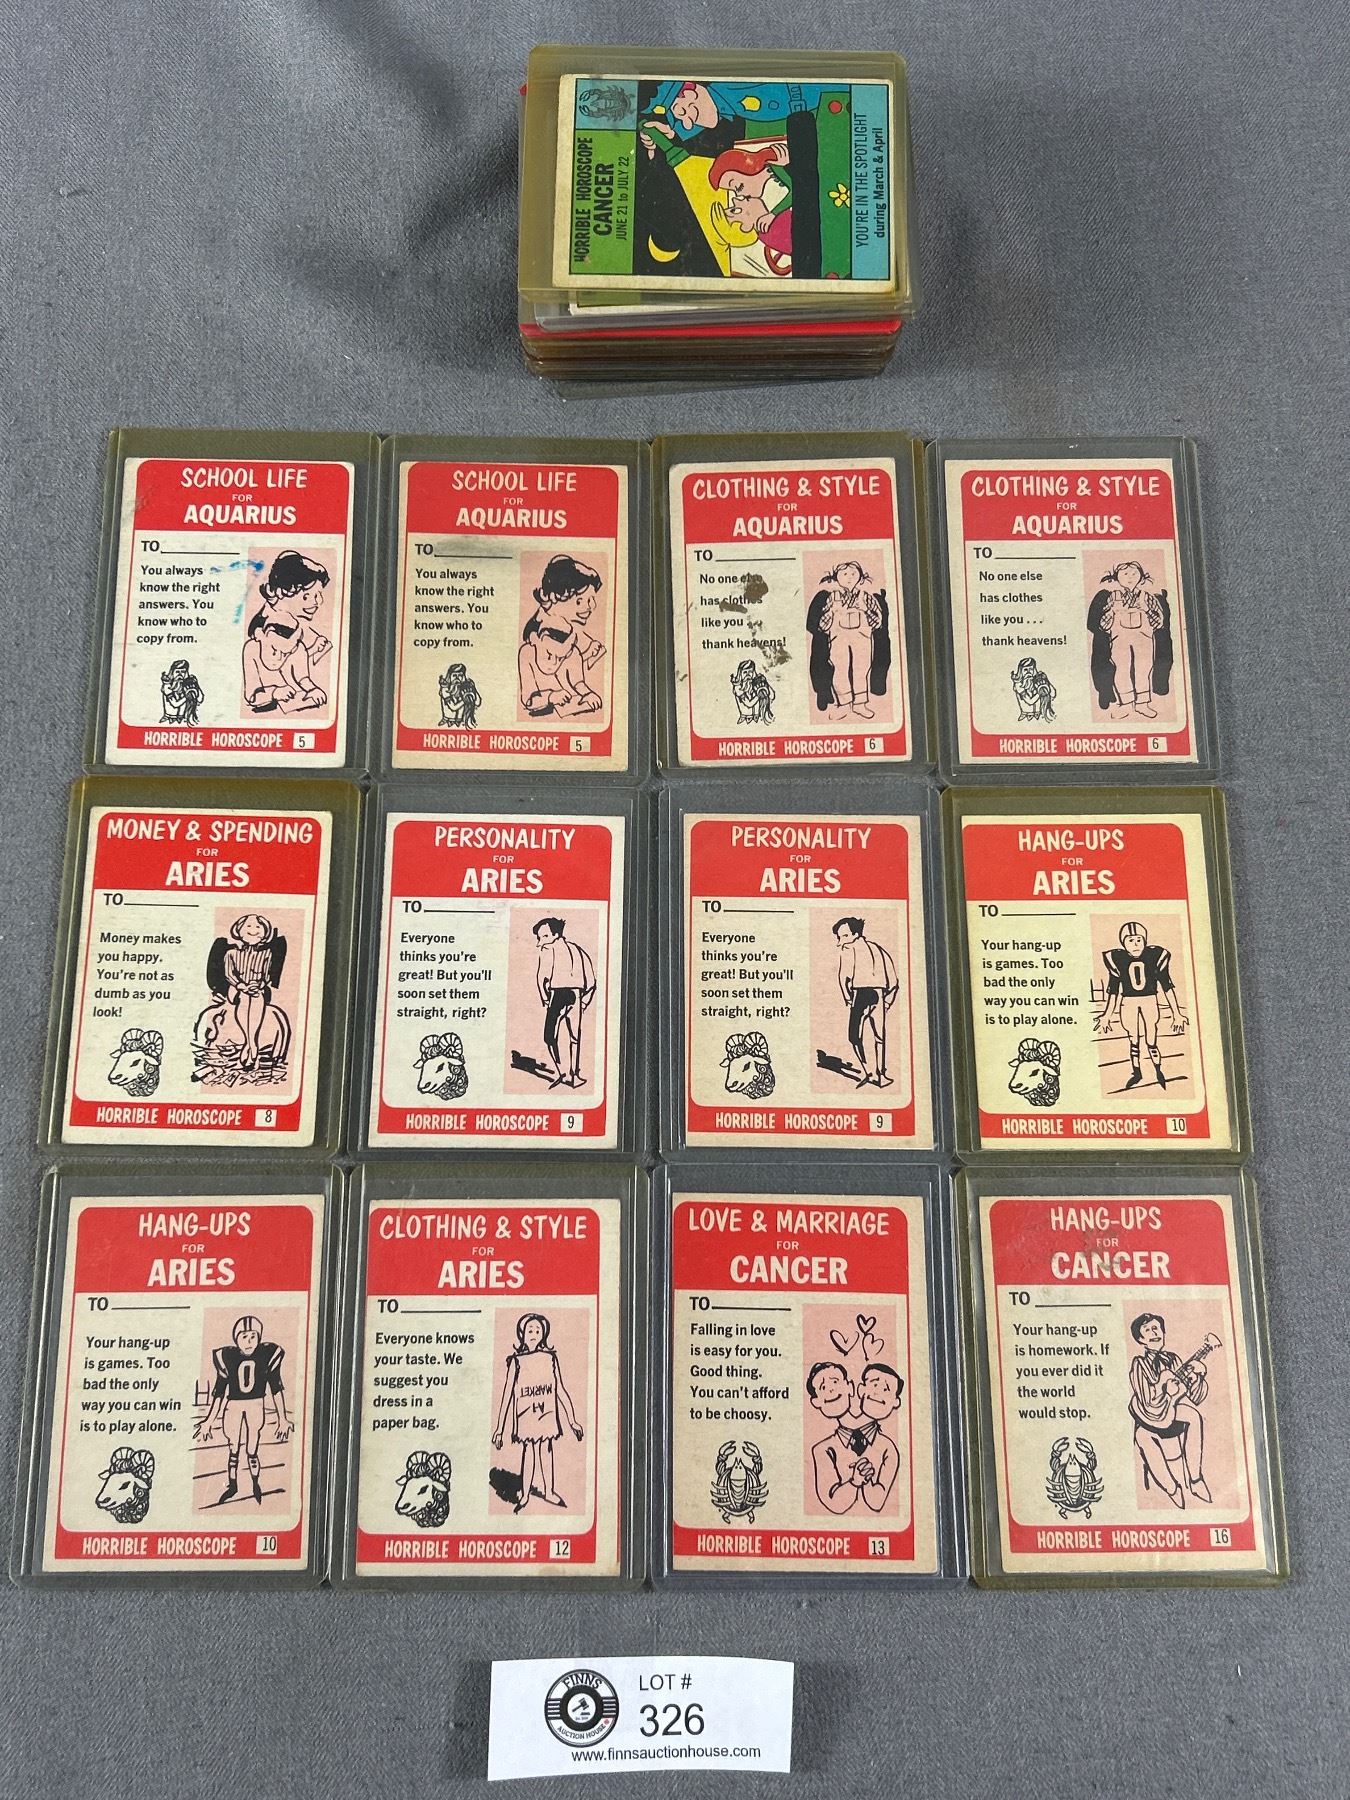 HORRIBLE HOROSCOPE
CANCER
JUNE 21 to JULY 22
YOU'RE IN THE SPOTLIGHT
during March & April
SCHOOL LIFE
FOR
AQUARIUS
TO
You always
know the right
answers. You
know who to
copy from.
HORRIBLE HOROSCOPE 5
SCHOOL LIFE
FOR
AQUARIUS
TO
You always
know the right
answers. You
know who to
copy from.
HORRIBLE HOROSCOPE 5
CLOTHING & STYLE
FOR
AQUARIUS
TO
No one else
has clothes
like you . . .
thank heavens!
HORRIBLE HOROSCOPE 6
CLOTHING & STYLE
FOR
AQUARIUS
TO
No one else
has clothes
like you . . .
thank heavens!
HORRIBLE HOROSCOPE 6
MONEY & SPENDING
FOR
ARIES
TO
Money makes
you happy.
You're not as
dumb as you
look!
$
HORRIBLE HOROSCOPE 8
PERSONALITY
FOR
ARIES
TO
Everyone
thinks you're
great! But you'll
soon set them
straight, right?
HORRIBLE HOROSCOPE 9
PERSONALITY
FOR
ARIES
TO
Everyone
thinks you're
great! But you'll
soon set them
straight, right?
HORRIBLE HOROSCOPE 9
HANG-UPS
FOR
ARIES
TO
Your hang-up
is games. Too
bad the only
way you can win
is to play alone.
0
HORRIBLE HOROSCOPE 10
HANG-UPS
FOR
ARIES
TO
Your hang-up
is games. Too
bad the only
way you can win
is to play alone.
0
HORRIBLE HOROSCOPE 10
CLOTHING & STYLE
FOR
ARIES
TO
Everyone knows
your taste. We
suggest you
dress in a
paper bag.
A-1
MARKET
HORRIBLE HOROSCOPE 12
LOVE & MARRIAGE
FOR
CANCER
TO
Falling in love
is easy for you.
Good thing.
You can't afford
to be choosy.
HORRIBLE HOROSCOPE 13
HANG-UPS
FOR
CANCER
TO
Your hang-up
is homework. If
you ever did it
the world
would stop.
HORRIBLE HOROSCOPE 16
FINNS
AUCTION HOUSE
LOT #
326
www.finnsauctionhouse.com